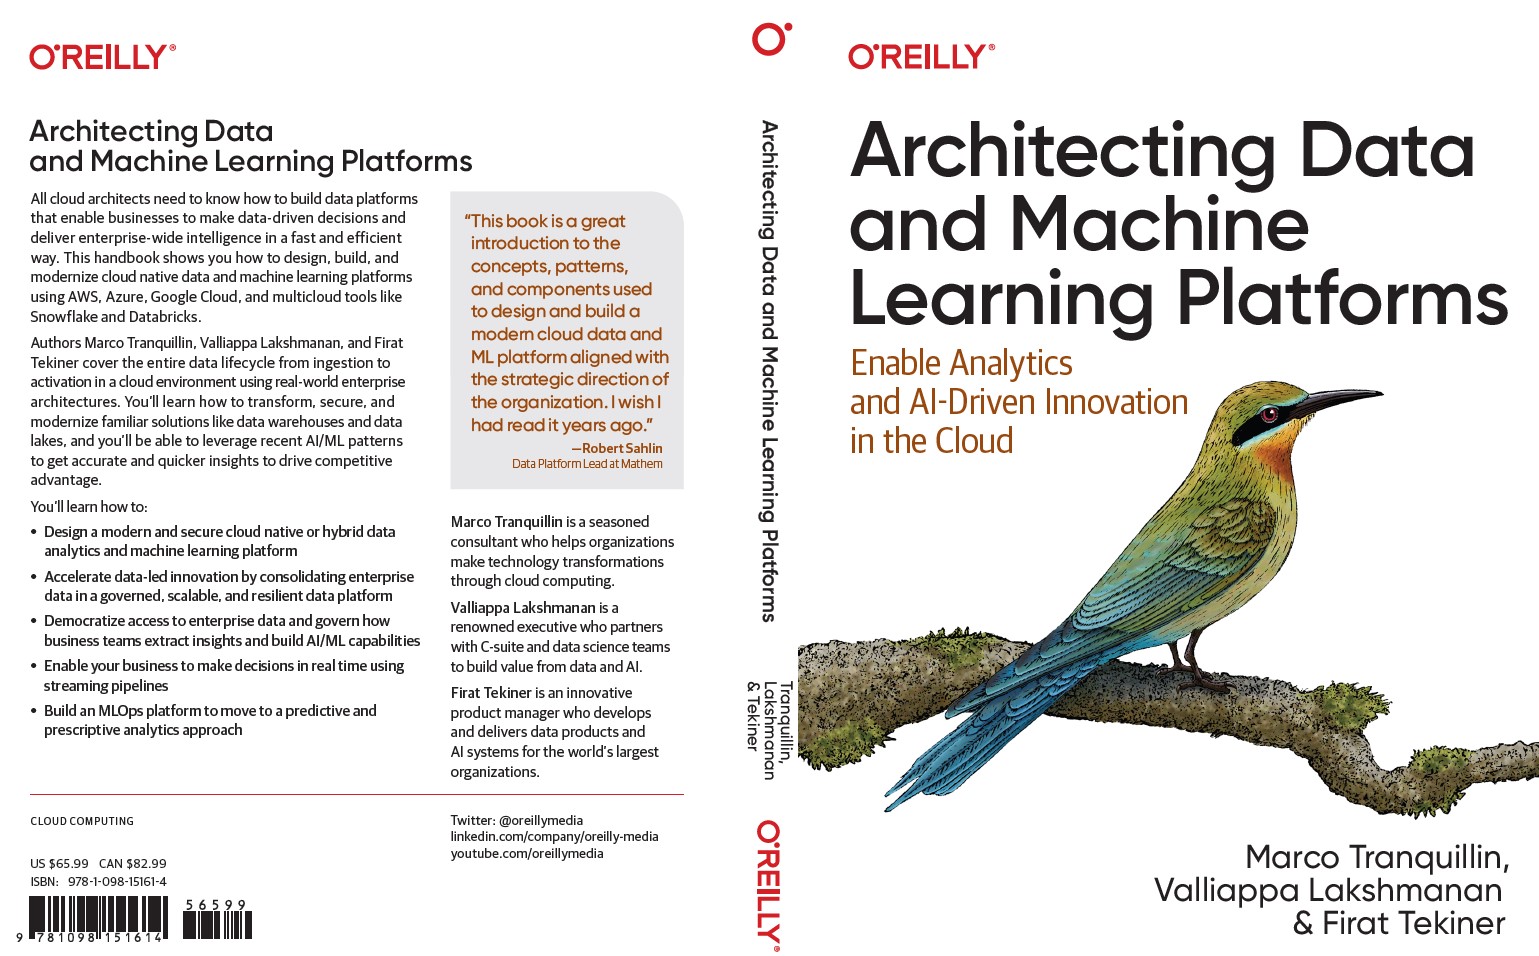 O'REILLY®
Architecting Data
and Machine Learning Platforms
All cloud architects need to know how to build data platforms
that enable businesses to make data-driven decisions and
deliver enterprise-wide intelligence in a fast and efficient
way. This handbook shows you how to design, build, and
modernize cloud native data and machine learning platforms
using AWS, Azure, Google Cloud, and multicloud tools like
Snowflake and Databricks.
Authors Marco Tranquillin, Valliappa Lakshmanan, and Firat
Tekiner cover the entire data lifecycle from ingestion to
activation in a cloud environment using real-world enterprise
architectures. You'll learn how to transform, secure, and
modernize familiar solutions like data warehouses and data
lakes, and you'll be able to leverage recent AI/ML patterns
to get accurate and quicker insights to drive competitive
advantage.
You'll learn how to:
• Design a modern and secure cloud native or hybrid data
analytics and machine learning platform
• Accelerate data-led innovation by consolidating enterprise
data in a governed, scalable, and resilient data platform
• Democratize access to enterprise data and govern how
business teams extract insights and build AI/ML capabilities
• Enable your business to make decisions in real time using
streaming pipelines
• Build an MLOps platform to move to a predictive and
prescriptive analytics approach
"This book is a great
introduction to the
concepts, patterns,
and components used
to design and build a
modern cloud data and
ML platform aligned with
the strategic direction of
the organization. I wish I
had read it years ago."
—Robert Sahlin
Data Platform Lead at Mathem
Marco Tranquillin is a seasoned
consultant who helps organizations
make technology transformations
through cloud computing.
Valliappa Lakshmanan is a
renowned executive who partners
with C-suite and data science teams
to build value from data and AI.
Firat Tekiner is an innovative
product manager who develops
and delivers data products and
AI systems for the world's largest
organizations.
CLOUD COMPUTING
US $65.99 CAN $82.99
ISBN: 978-1-098-15161-4
56599
9 781098 151614
Twitter: @oreillymedia
linkedin.com/company/oreilly-media
youtube.com/oreillymedia
Architecting Data and Machine Learning Platforms
Tranquillin,
Lakshmanan
& Tekiner
O'REILLY®
O'REILLY®
Architecting Data
and Machine
Learning Platforms
Enable Analytics
and AI-Driven Innovation
in the Cloud
Marco Tranquillin,
Valliappa Lakshmanan
& Firat Tekiner